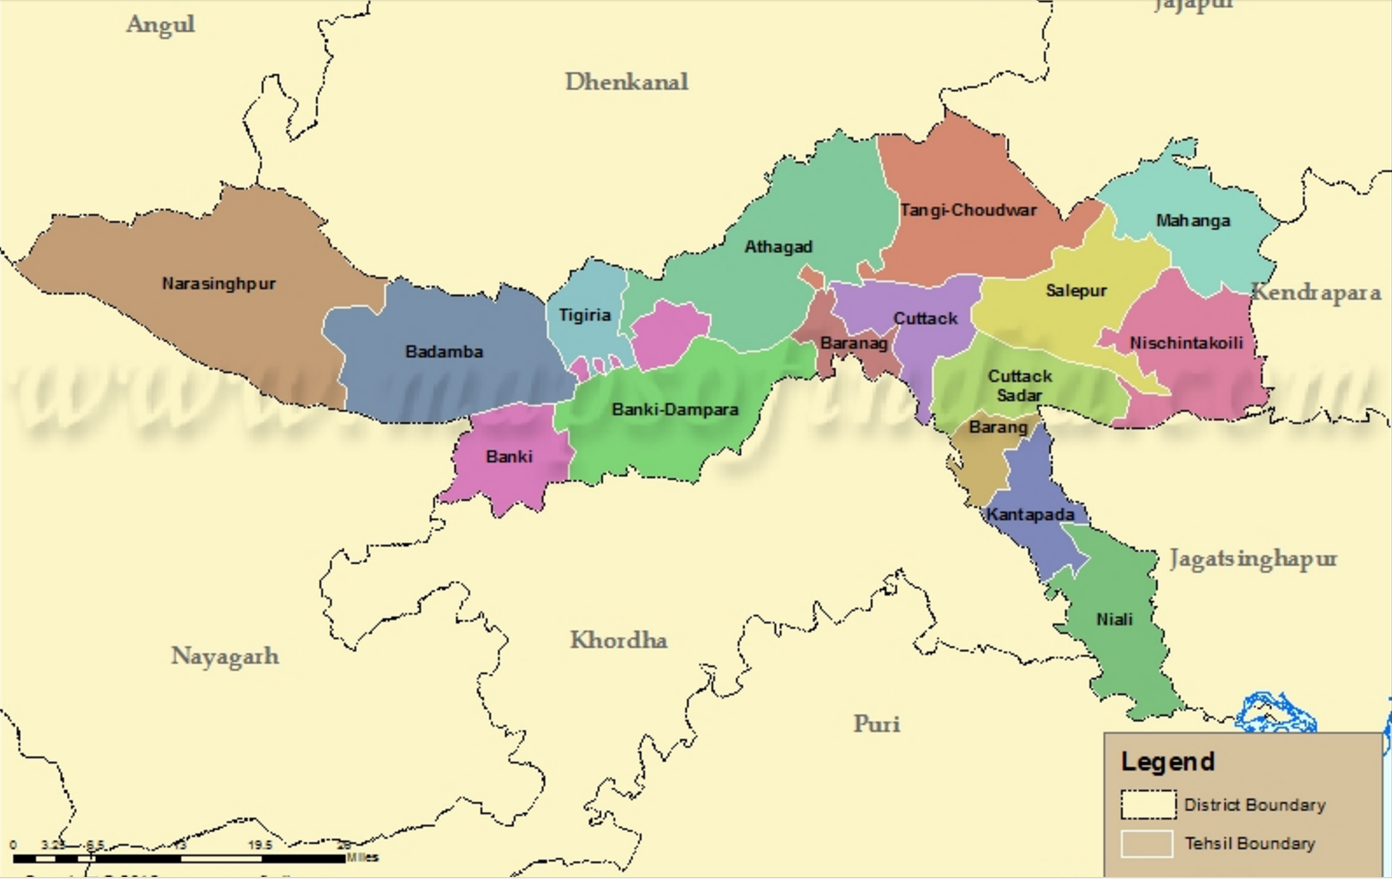 Angul
Jajapur
Dhenkanal
Tangi-Choudwar
Mahanga
Athagad
Narasinghpur
Salepur
Kendrapara
Tigiria
Cuttack
Badamba
Baranag
Nischintakoili
Cuttack
Sadar
Banki-Dampara
Barang
Banki
Kantapada
Jagatsinghapur
Niali
Khordha
Nayagarh
Puri
Legend
District Boundary
Tehsil Boundary
0 3.25 6.5 13 19.5 26
Miles
www.mapsofindia.com